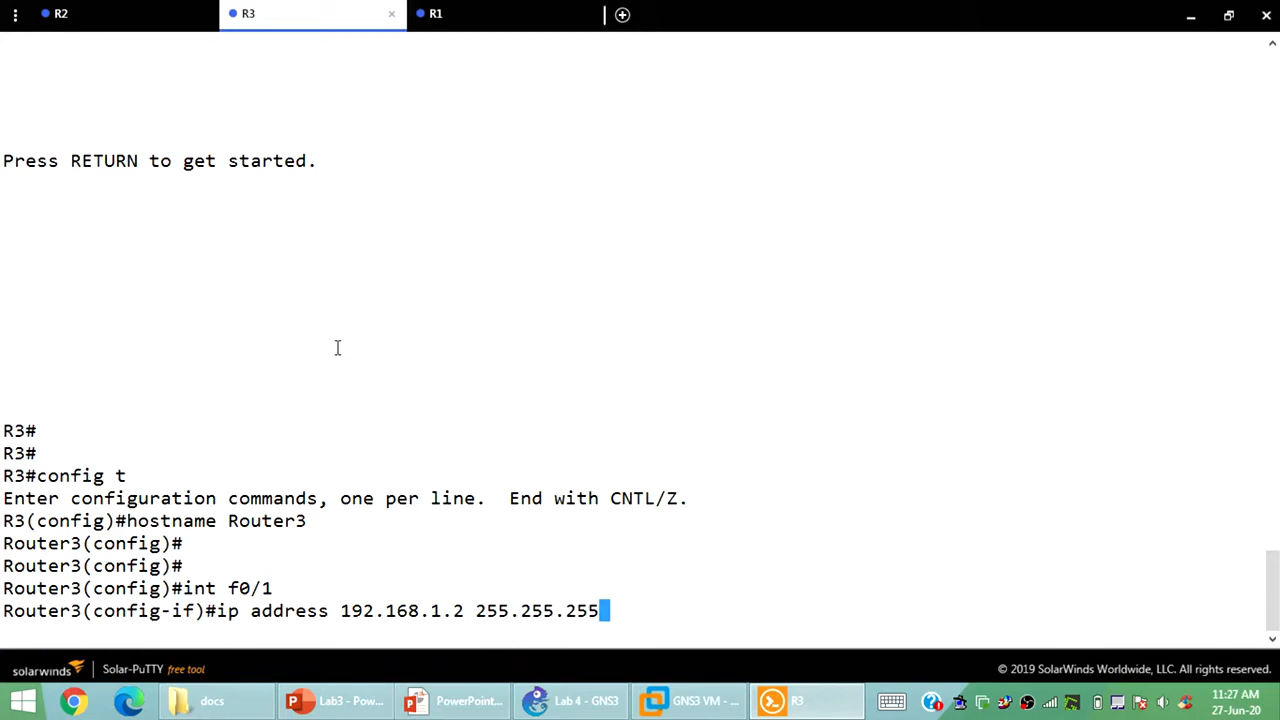 R2
R3
R1
Press RETURN to get started.
R3#
R3#
R3#config t
Enter configuration commands, one per line.  End with CNTL/Z.
R3(config)#hostname Router3
Router3(config)#
Router3(config)#
Router3(config)#int f0/1
Router3(config-if)#ip address 192.168.1.2 255.255.255
solarwinds
Solar-PuTTY free tool
© 2019 SolarWinds Worldwide, LLC. All rights reserved.
docs
Lab3 - Pow...
PowerPoint...
Lab 4 - GNS3
GNS3 VM - ...
R3
11:27 AM
27-Jun-20